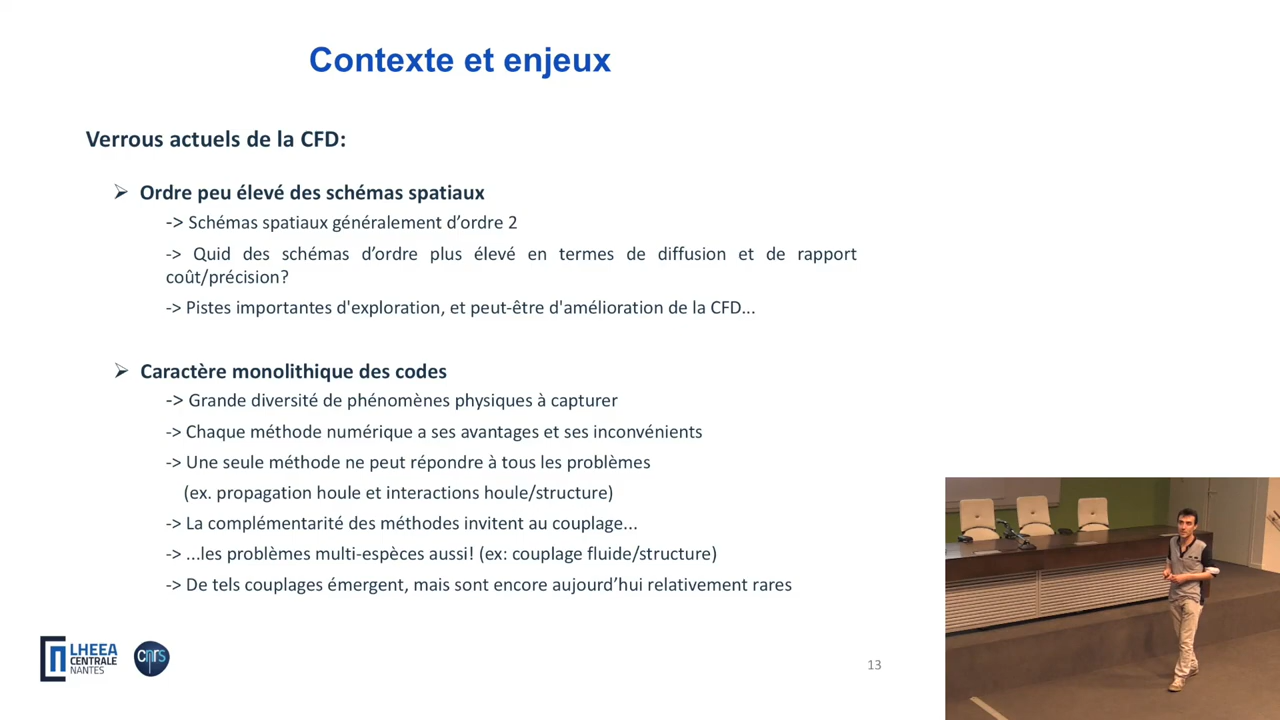 Contexte et enjeux
Verrous actuels de la CFD:
➢ Ordre peu élevé des schémas spatiaux
-> Schémas spatiaux généralement d’ordre 2
-> Quid des schémas d’ordre plus élevé en termes de diffusion et de rapport
coût/précision?
-> Pistes importantes d'exploration, et peut-être d'amélioration de la CFD...
➢ Caractère monolithique des codes
-> Grande diversité de phénomènes physiques à capturer
-> Chaque méthode numérique a ses avantages et ses inconvénients
-> Une seule méthode ne peut répondre à tous les problèmes
(ex. propagation houle et interactions houle/structure)
-> La complémentarité des méthodes invitent au couplage...
-> ...les problèmes multi-espèces aussi! (ex: couplage fluide/structure)
-> De tels couplages émergent, mais sont encore aujourd’hui relativement rares
LHEEA
CENTRALE
NANTES
cnrs
13